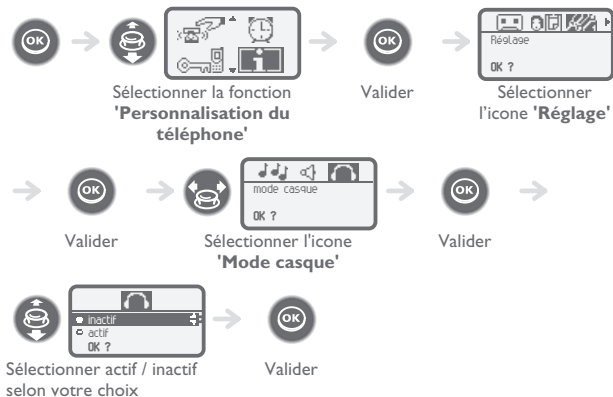 OK
OK
Réglage
OK ?
Sélectionner la fonction
'Personnalisation du
téléphone'
Valider
Sélectionner
l'icone 'Réglage'
OK
mode casque
OK ?
OK
Valider
Sélectionner l'icone
'Mode casque'
Valider
inactif
actif
OK ?
OK
Sélectionner actif / inactif
selon votre choix
Valider